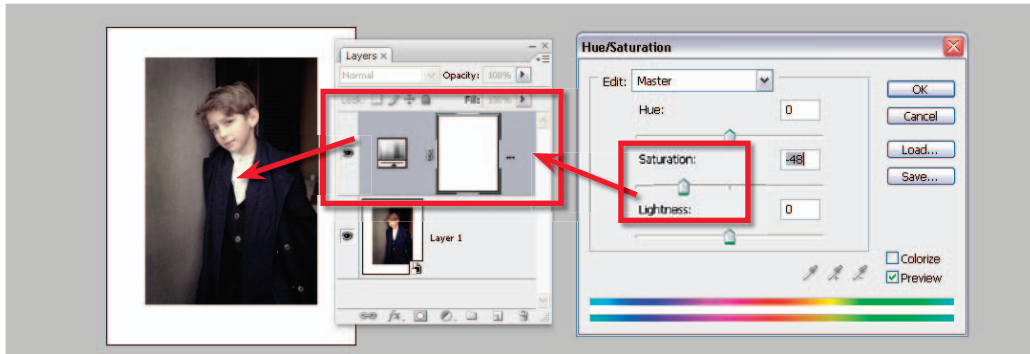 Layers ×
Normal Opacity: 100%
Lock: Fill: 100%
Layer 1
fx.
Hue/Saturation
Edit: Master
Hue: 0
Saturation: -48
Lightness: 0
OK
Cancel
Load...
Save...
Colorize
Preview